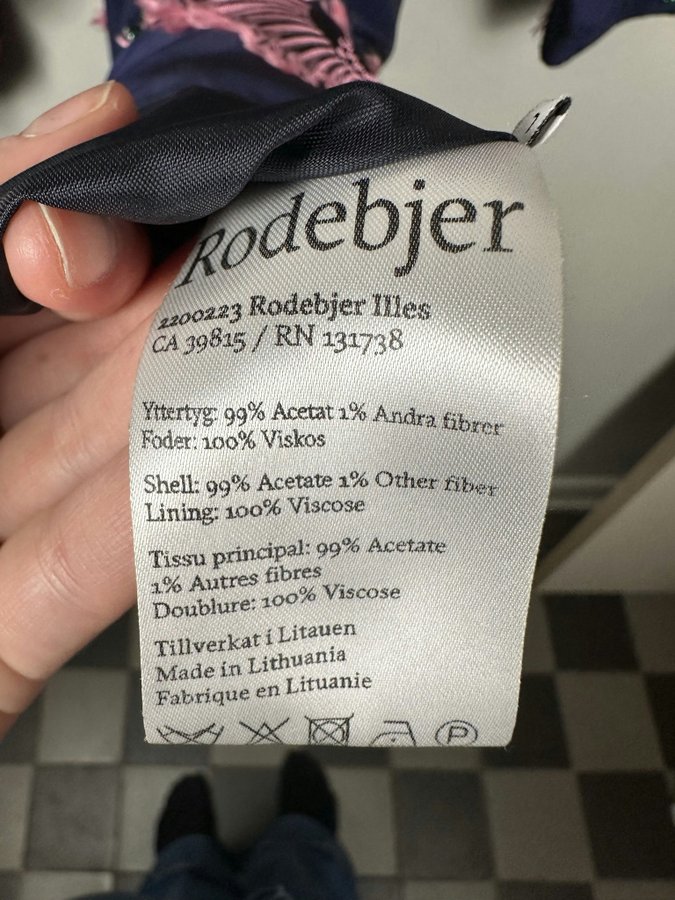 Rodebjer
2200223 Rodebjer Illes
CA 39815 / RN 131738
Yttertyg: 99% Acetat 1% Andra fibrer
Foder: 100% Viskos
Shell: 99% Acetate 1% Other fiber
Lining: 100% Viscose
Tissu principal: 99% Acetate
1% Autres fibres
Doublure: 100% Viscose
Tillverkat i Litauen
Made in Lithuania
Fabrique en Lituanie
P